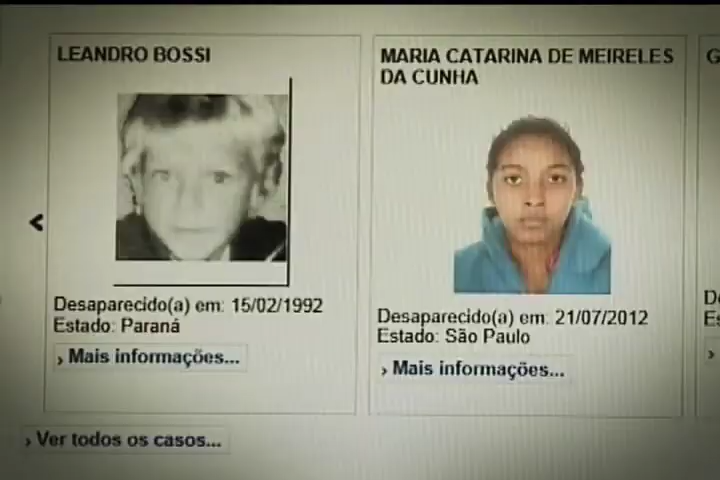 LEANDRO BOSSI
Desaparecido(a) em: 15/02/1992
Estado: Paraná
› Mais informações...
MARIA CATARINA DE MEIRELES
DA CUNHA
Desaparecido(a) em: 21/07/2012
Estado: São Paulo
› Mais informações...
› Ver todos os casos...